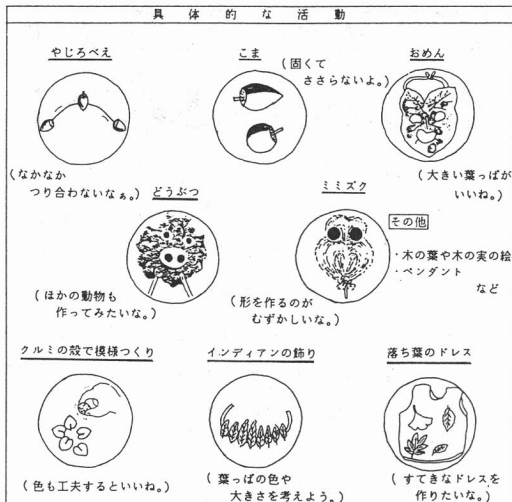 具体的な活動
やじろべえ
こま
おめん
(固くて
ささらないよ。)
(なかなか
つり合わないなぁ。)
(大きい葉っぱが
いいね。)
どうぶつ
ミミズク
その他
・木の葉や木の実の絵
・ペンダント
など
(ほかの動物も
作ってみたいな。)
(形を作るのが
むずかしいな。)
クルミの殻で模様つくり
インディアンの飾り
落ち葉のドレス
(色も工夫するといいね。)
(葉っぱの色や
大きさを考えよう。)
(すてきなドレスを
作りたいな。)